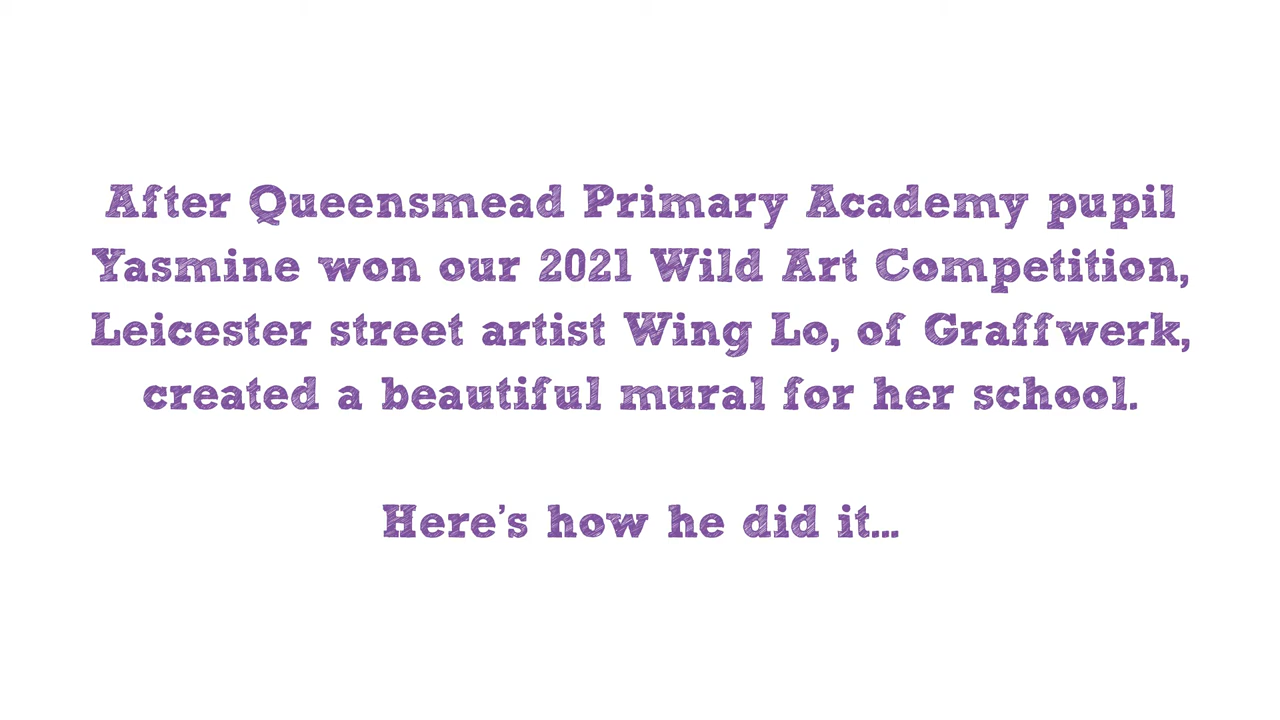 After Queensmead Primary Academy pupil
Yasmine won our 2021 Wild Art Competition,
Leicester street artist Wing Lo, of Graffwerk,
created a beautiful mural for her school.
Here's how he did it...